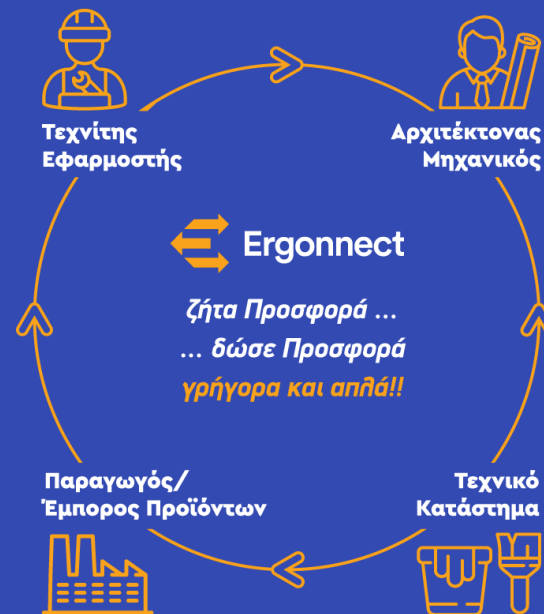 Τεχνίτης
Εφαρμοστής
Αρχιτέκτονας
Μηχανικός
Ergonnect
ζήτα Προσφορά ...
... δώσε Προσφορά
γρήγορα και απλά!!
Παραγωγός/
Έμπορος Προϊόντων
Τεχνικό
Κατάστημα